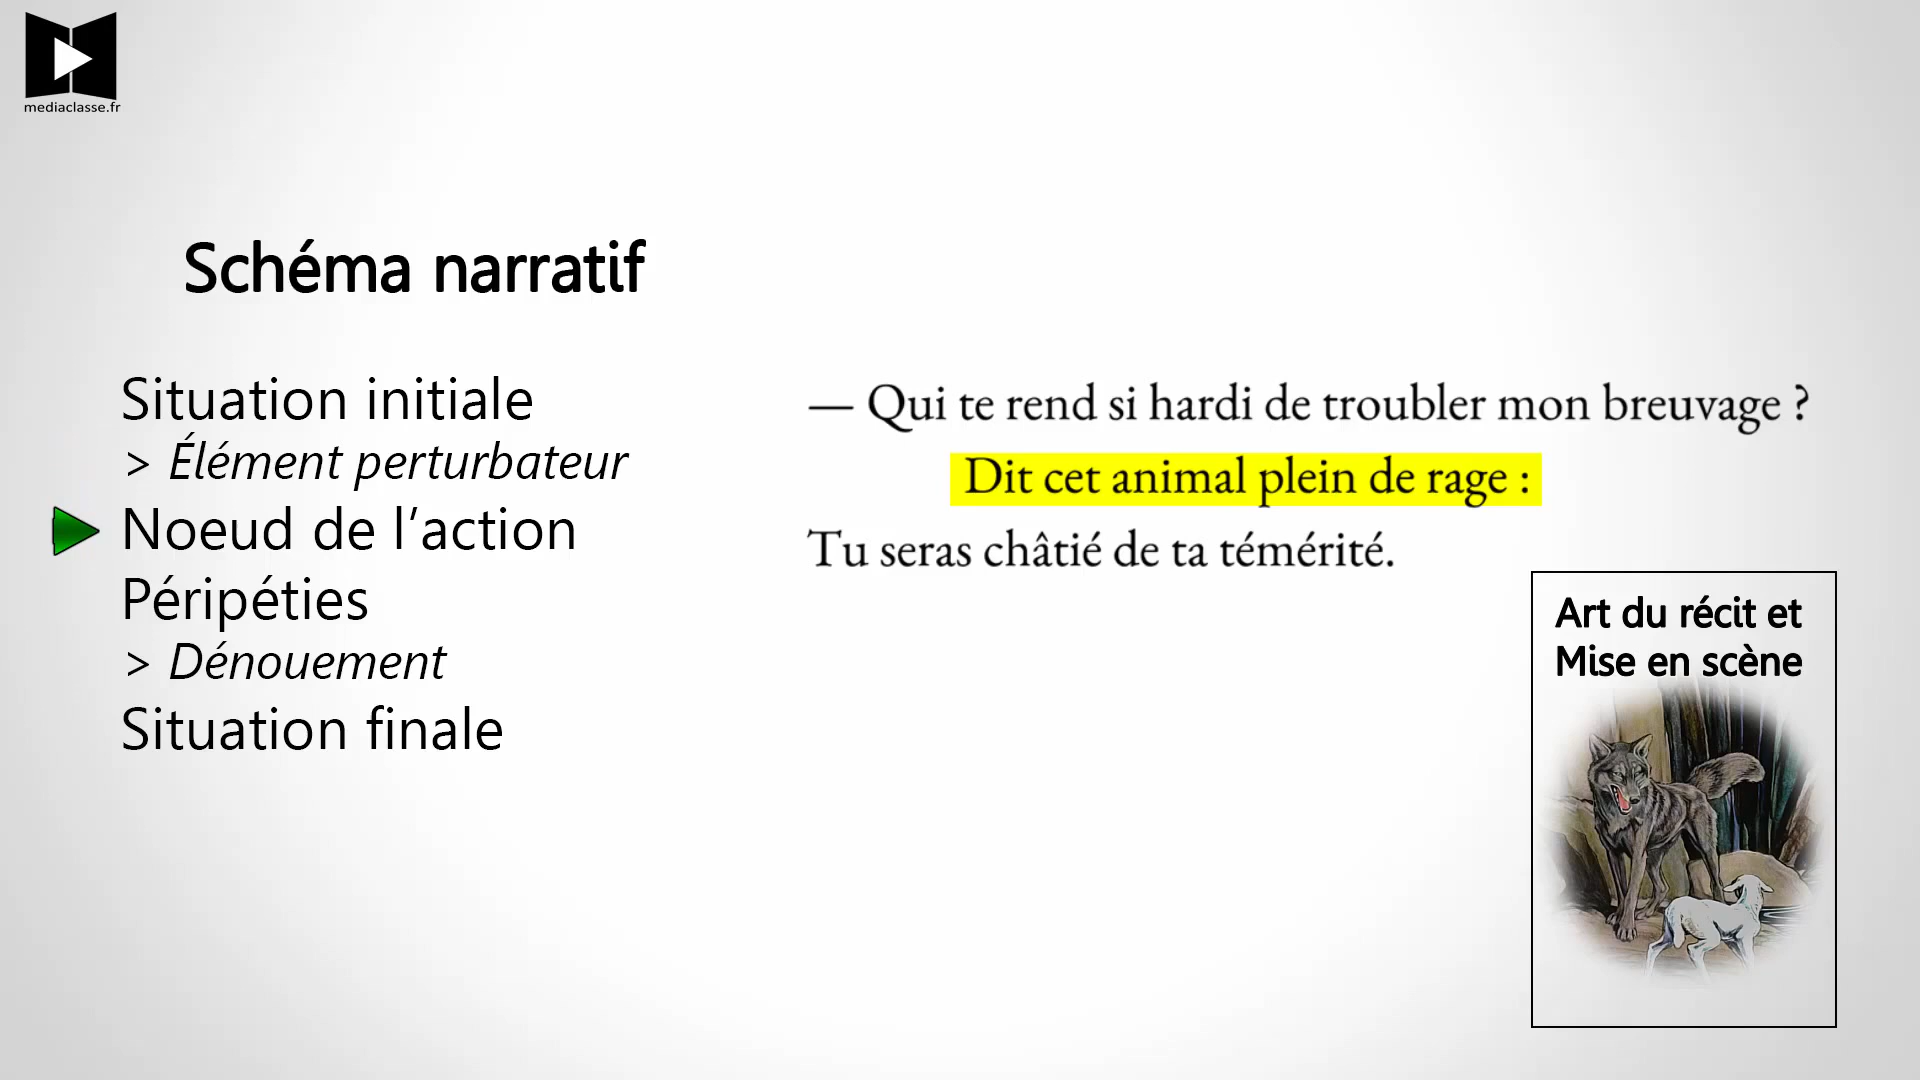 mediaclasse.fr
Schéma narratif
Situation initiale
> Élément perturbateur
Noeud de l’action
Péripéties
> Dénouement
Situation finale
— Qui te rend si hardi de troubler mon breuvage ?
Dit cet animal plein de rage :
Tu seras châtié de ta témérité.
Art du récit et
Mise en scène